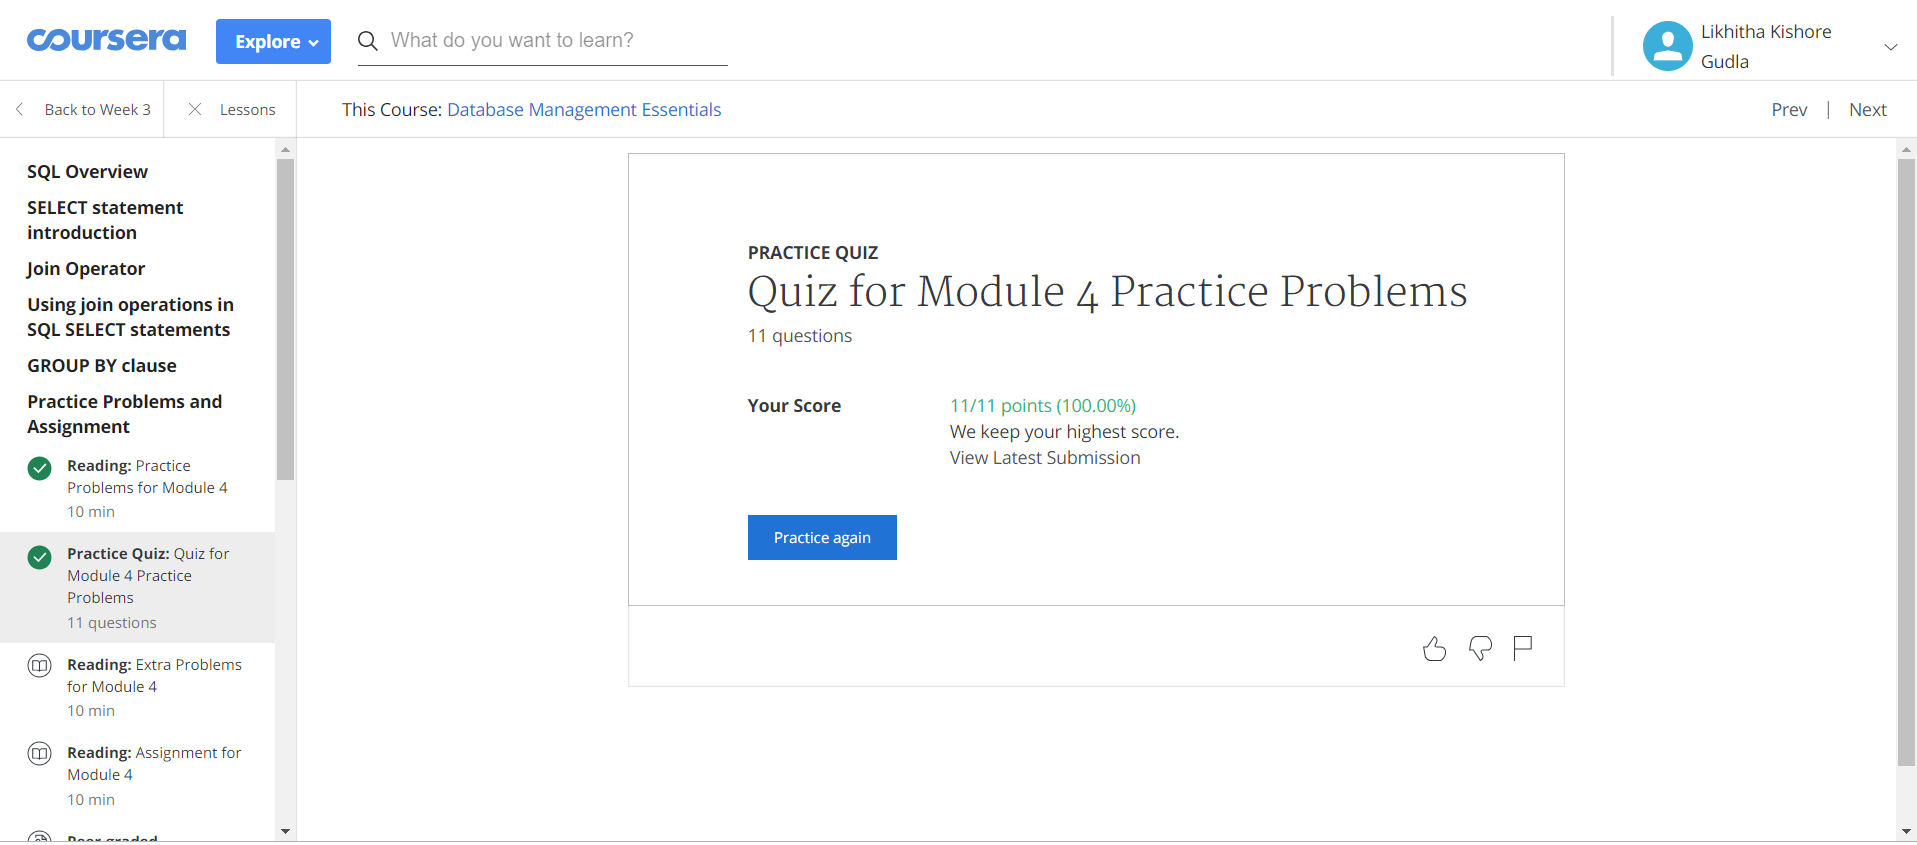 coursera
Explore
What do you want to learn?
Likhitha Kishore
Gudla
Back to Week 3
Lessons
This Course: Database Management Essentials
Prev | Next
SQL Overview
SELECT statement
introduction
Join Operator
Using join operations in
SQL SELECT statements
GROUP BY clause
Practice Problems and
Assignment
Reading: Practice
Problems for Module 4
10 min
Practice Quiz: Quiz for
Module 4 Practice
Problems
11 questions
Reading: Extra Problems
for Module 4
10 min
Reading: Assignment for
Module 4
10 min
Peer-graded
PRACTICE QUIZ
Quiz for Module 4 Practice Problems
11 questions
Your Score
11/11 points (100.00%)
We keep your highest score.
View Latest Submission
Practice again